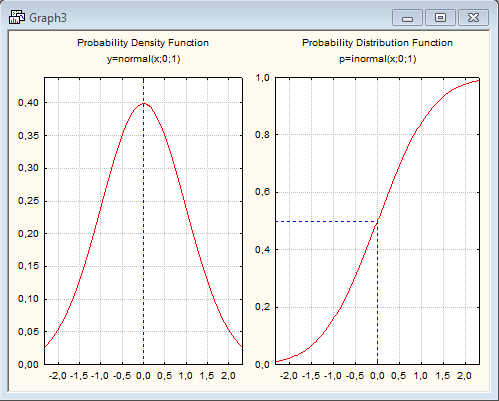 Graph3
Probability Density Function
y=normal(x;0;1)
0,40
0,35
0,30
0,25
0,20
0,15
0,10
0,05
0,00
-2,0 -1,5 -1,0 -0,5 0,0 0,5 1,0 1,5 2,0
Probability Distribution Function
p=inormal(x;0;1)
1,0
0,8
0,6
0,4
0,2
0,0
-2,0 -1,5 -1,0 -0,5 0,0 0,5 1,0 1,5 2,0